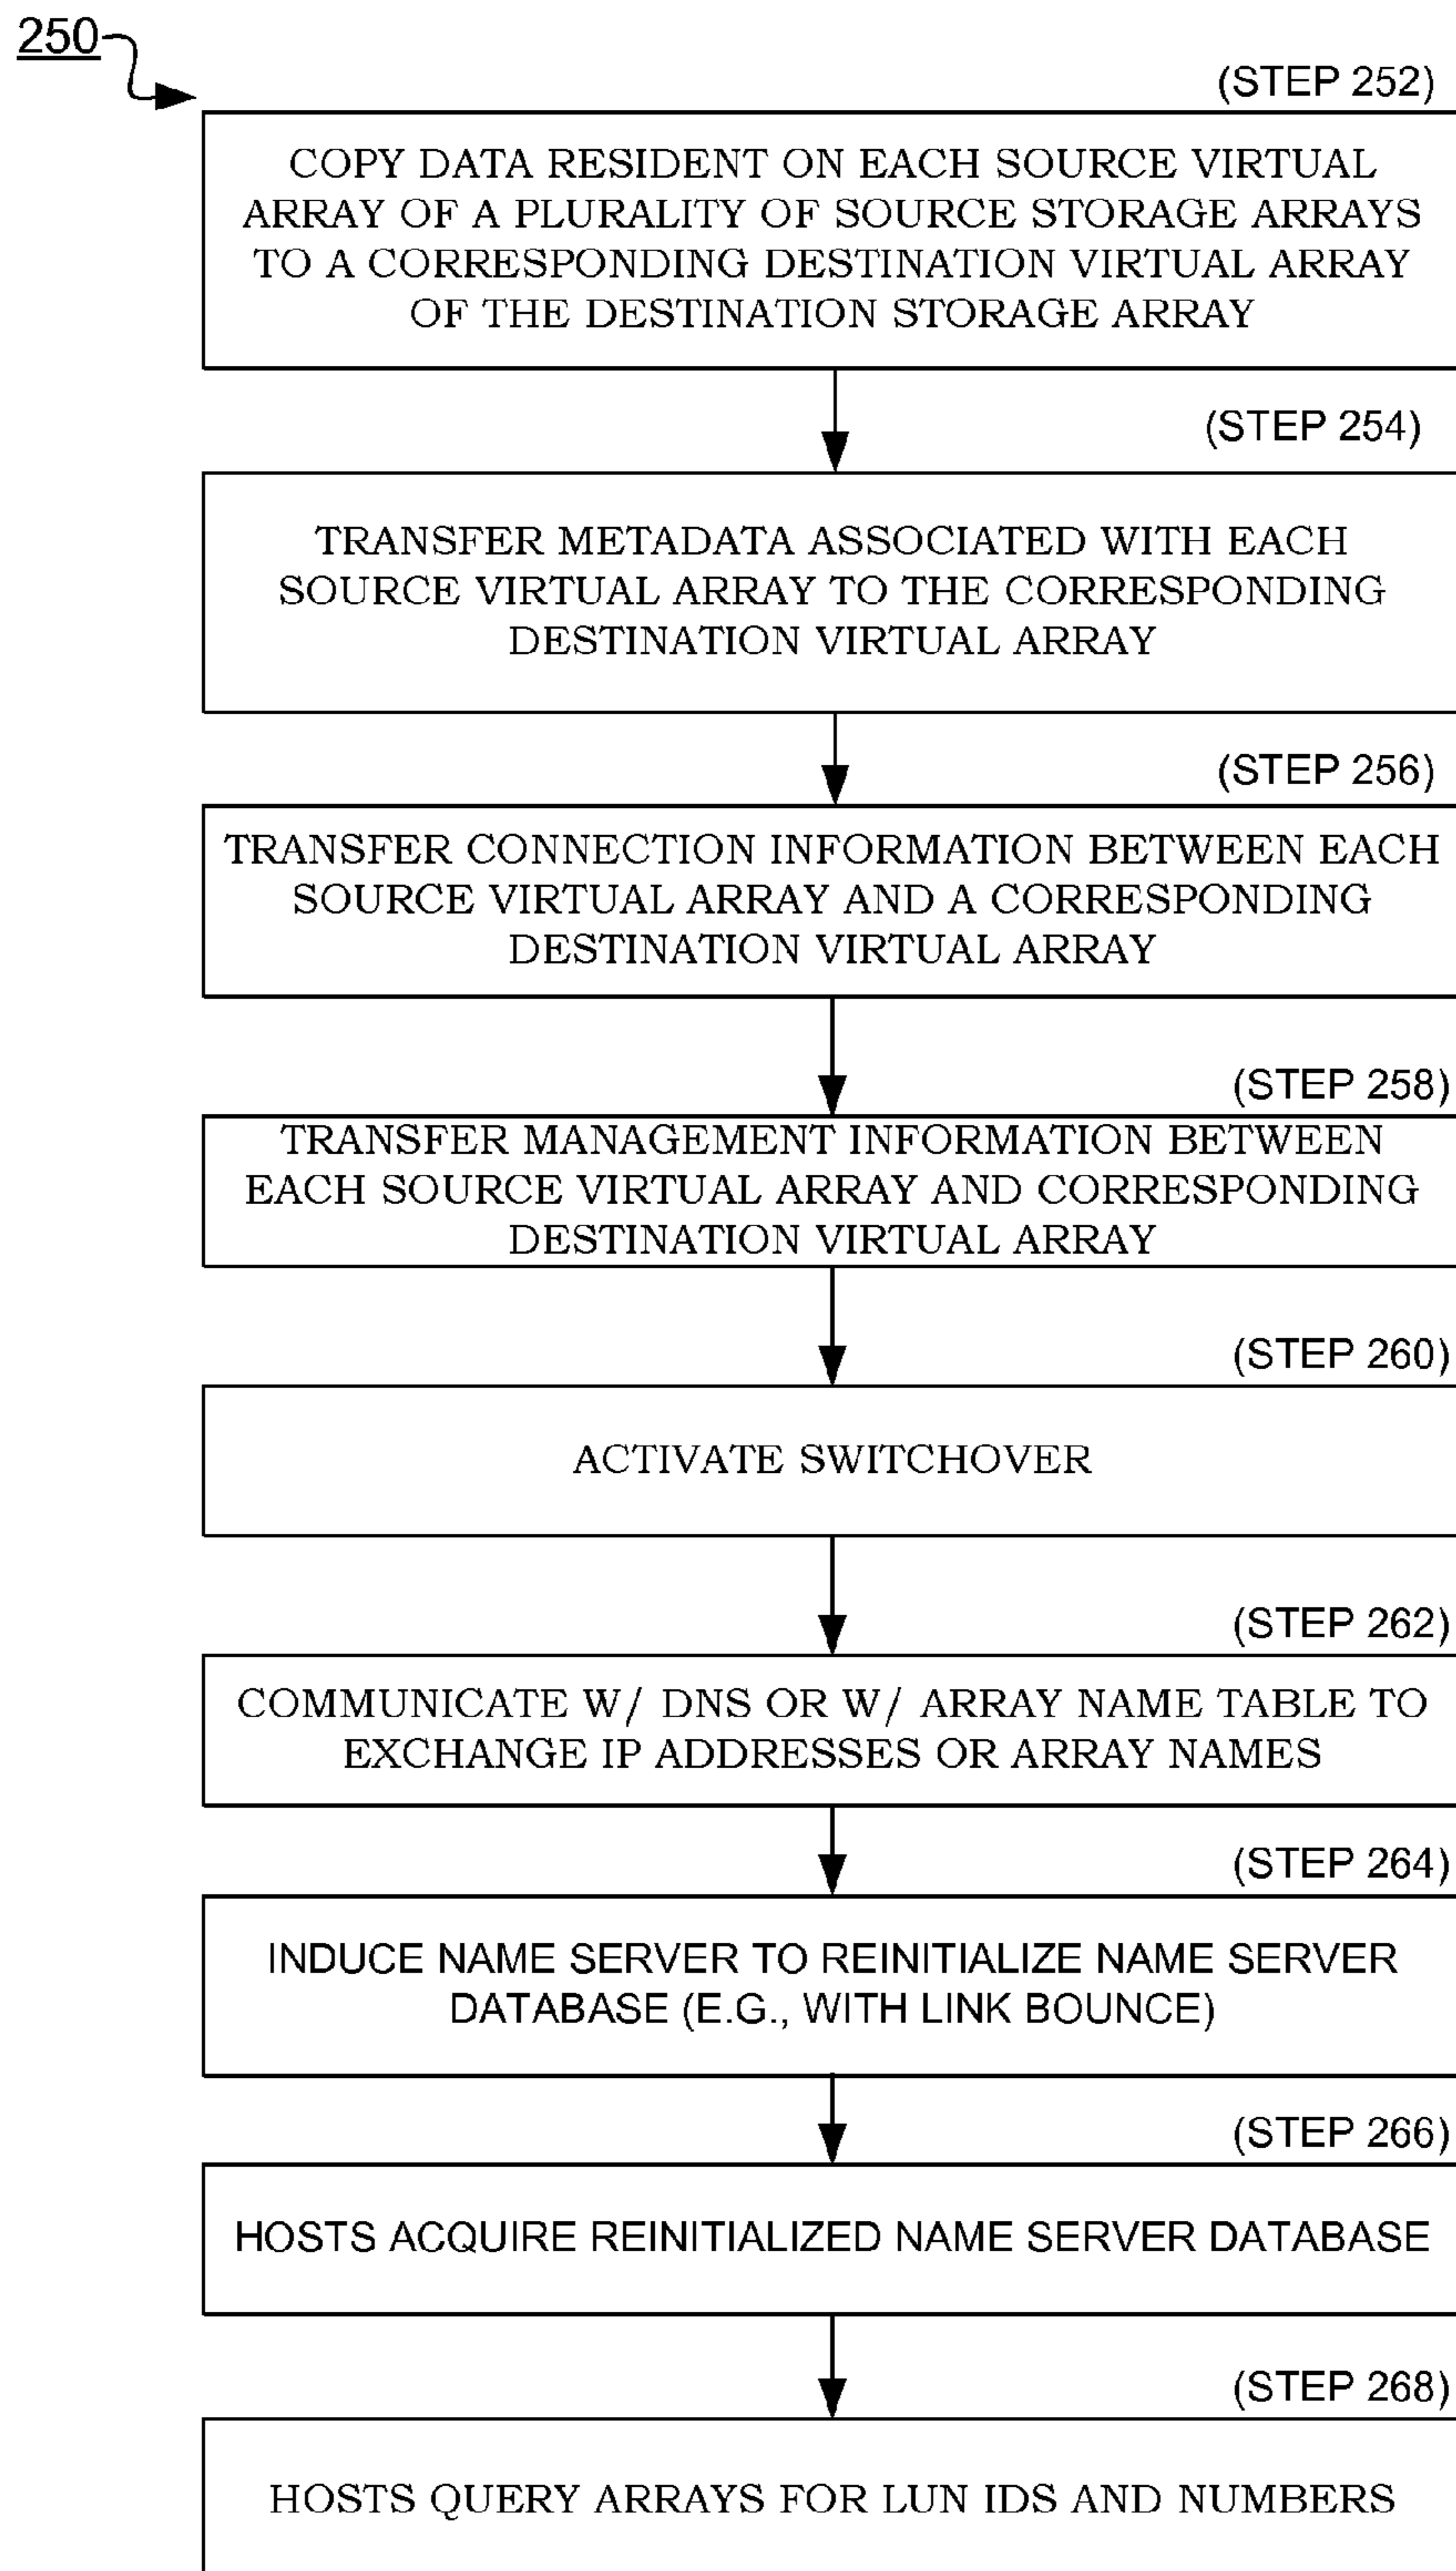 250
(STEP 252)
COPY DATA RESIDENT ON EACH SOURCE VIRTUAL
ARRAY OF A PLURALITY OF SOURCE STORAGE ARRAYS
TO A CORRESPONDING DESTINATION VIRTUAL ARRAY
OF THE DESTINATION STORAGE ARRAY
(STEP 254)
TRANSFER METADATA ASSOCIATED WITH EACH
SOURCE VIRTUAL ARRAY TO THE CORRESPONDING
DESTINATION VIRTUAL ARRAY
(STEP 256)
TRANSFER CONNECTION INFORMATION BETWEEN EACH
SOURCE VIRTUAL ARRAY AND A CORRESPONDING
DESTINATION VIRTUAL ARRAY
(STEP 258)
TRANSFER MANAGEMENT INFORMATION BETWEEN
EACH SOURCE VIRTUAL ARRAY AND CORRESPONDING
DESTINATION VIRTUAL ARRAY
(STEP 260)
ACTIVATE SWITCHOVER
(STEP 262)
COMMUNICATE W/ DNS OR W/ ARRAY NAME TABLE TO
EXCHANGE IP ADDRESSES OR ARRAY NAMES
(STEP 264)
INDUCE NAME SERVER TO REINITIALIZE NAME SERVER
DATABASE (E.G., WITH LINK BOUNCE)
(STEP 266)
HOSTS ACQUIRE REINITIALIZED NAME SERVER DATABASE
(STEP 268)
HOSTS QUERY ARRAYS FOR LUN IDS AND NUMBERS